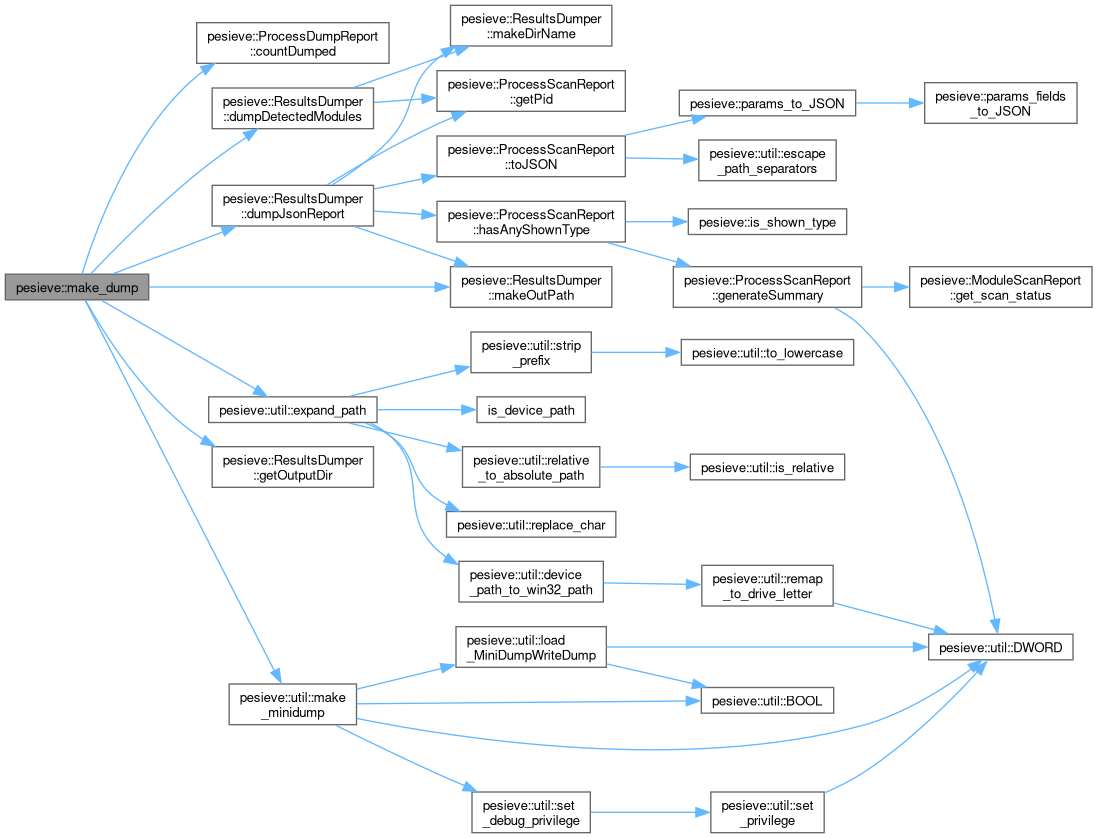 pesieve::make_dump
pesieve::ProcessDumpReport
::countDumped
pesieve::ResultsDumper
::dumpDetectedModules
pesieve::ResultsDumper
::dumpJsonReport
pesieve::util::expand_path
pesieve::ResultsDumper
::getOutputDir
pesieve::util::make
_minidump
pesieve::ResultsDumper
::makeDirName
pesieve::ProcessScanReport
::getPid
pesieve::ProcessScanReport
::toJSON
pesieve::ProcessScanReport
::hasAnyShownType
pesieve::ResultsDumper
::makeOutPath
pesieve::util::strip
_prefix
is_device_path
pesieve::util::relative
_to_absolute_path
pesieve::util::replace_char
pesieve::util::device
_path_to_win32_path
pesieve::util::load
_MiniDumpWriteDump
pesieve::util::set
_debug_privilege
pesieve::params_to_JSON
pesieve::util::escape
_path_separators
pesieve::is_shown_type
pesieve::ProcessScanReport
::generateSummary
pesieve::util::to_lowercase
pesieve::util::is_relative
pesieve::util::remap
_to_drive_letter
pesieve::util::BOOL
pesieve::util::set
_privilege
pesieve::params_fields
_to_JSON
pesieve::ModuleScanReport
::get_scan_status
pesieve::util::DWORD